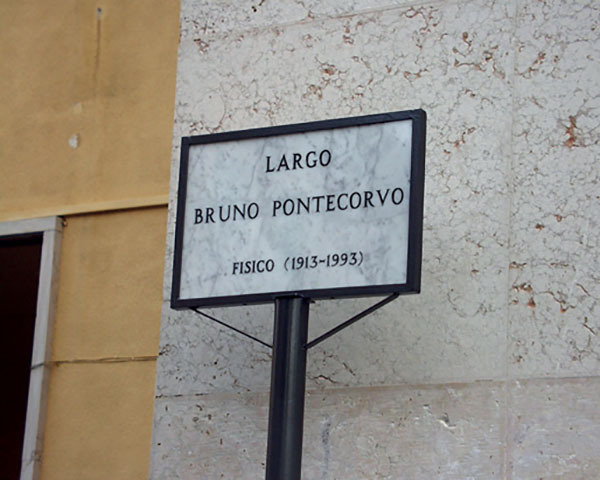 LARGO
BRUNO PONTECORVO
FISICO (1913-1993)